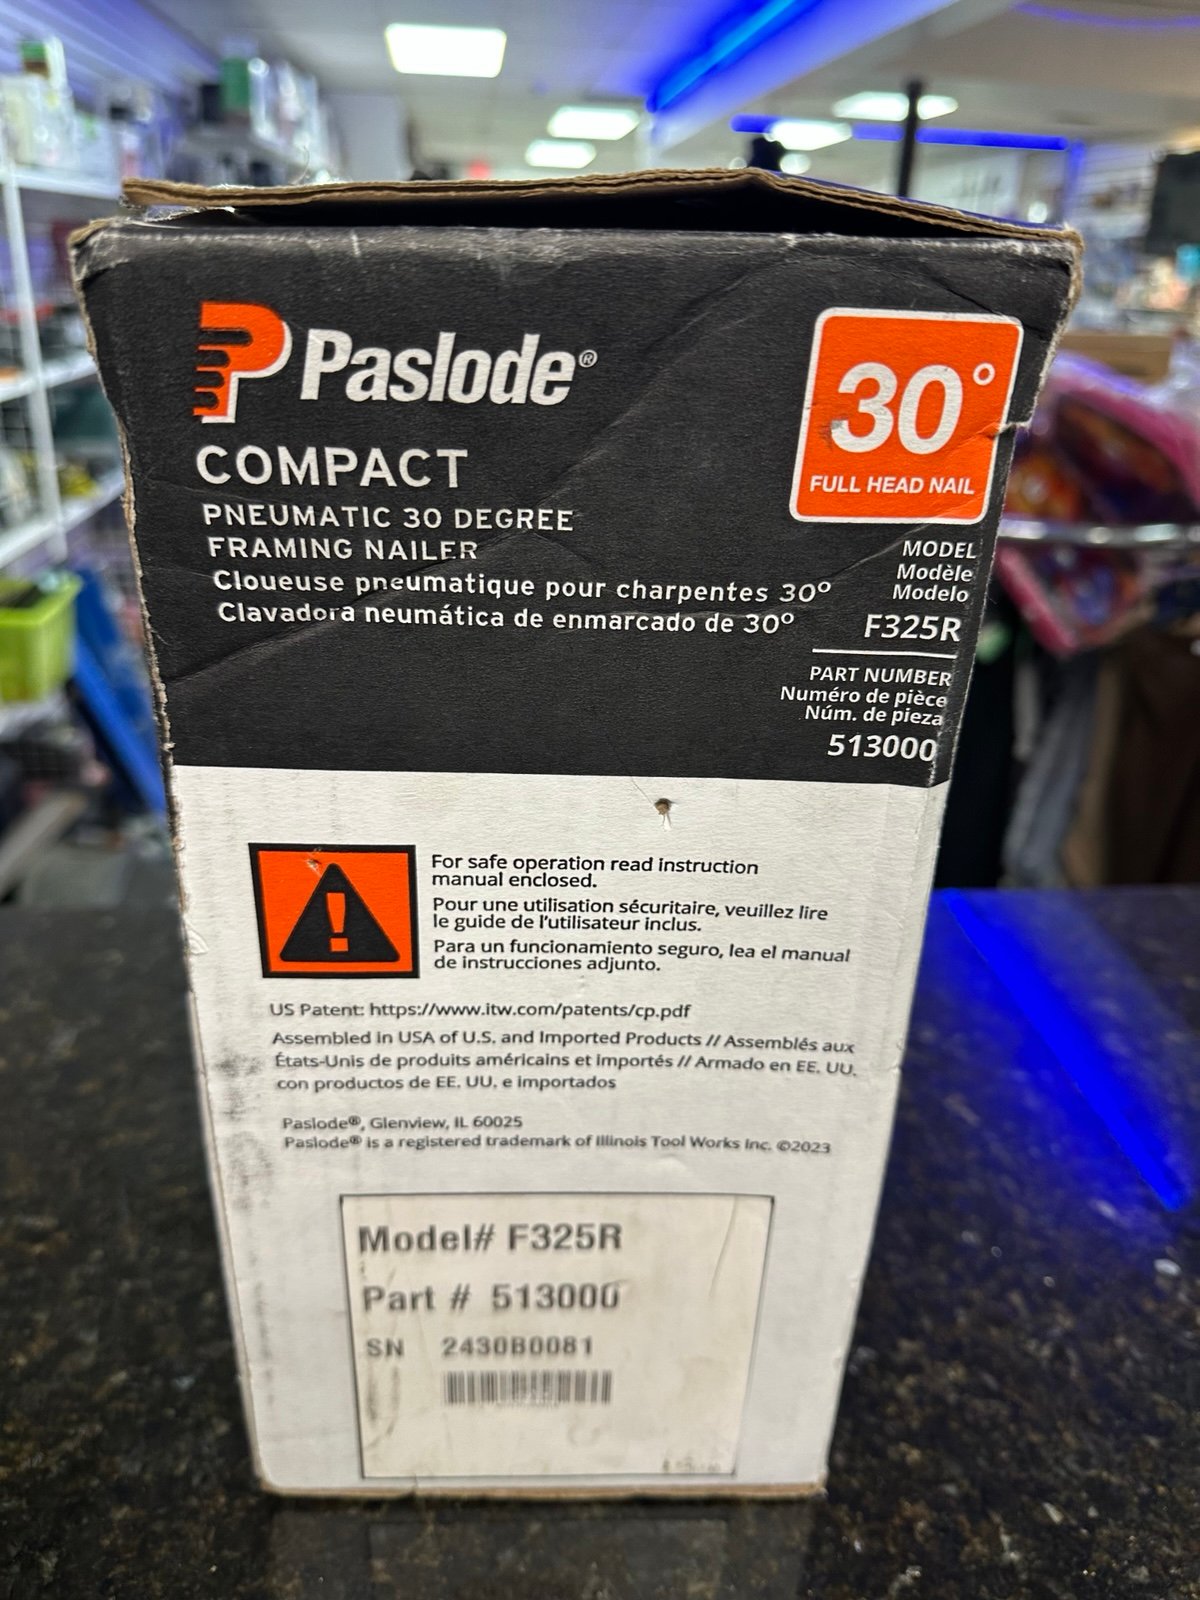 Paslode®
COMPACT
PNEUMATIC 30 DEGREE
FRAMING NAILER
Cloueuse pneumatique pour charpentes 30º
Clavadora neumática de enmarcado de 30º
30°
FULL HEAD NAIL
MODEL
Modèle
Modelo
F325R
PART NUMBER
Numéro de pièce
Núm. de pieza
513000
For safe operation read instruction
manual enclosed.
Pour une utilisation sécuritaire, veuillez lire
le guide de l'utilisateur inclus.
Para un funcionamiento seguro, lea el manual
de instrucciones adjunto.
US Patent: https://www.itw.com/patents/cp.pdf
Assembled in USA of U.S. and Imported Products // Assemblés aux
États-Unis de produits américains et importés // Armado en EE. UU.
con productos de EE. UU. e importados
Paslode®, Glenview, IL 60025
Paslode® is a registered trademark of Illinois Tool Works Inc. ©2023
Model# F325R
Part # 513000
SN 2430B0081